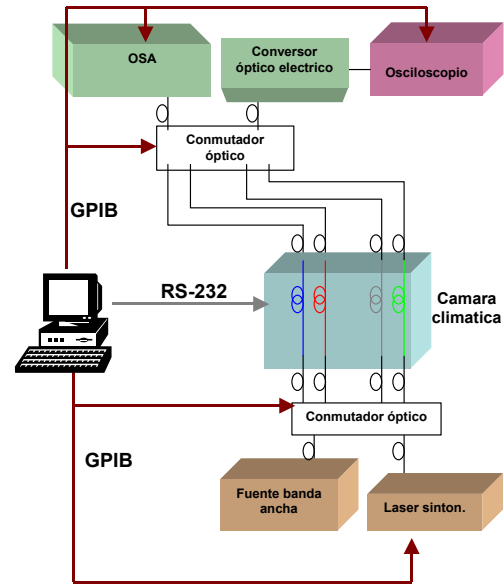 OSA
Conversor
óptico electrico
Osciloscopio
Conmutador
óptico
GPIB
RS-232
Camara
climatica
Conmutador óptico
GPIB
Fuente banda
ancha
Laser sinton.